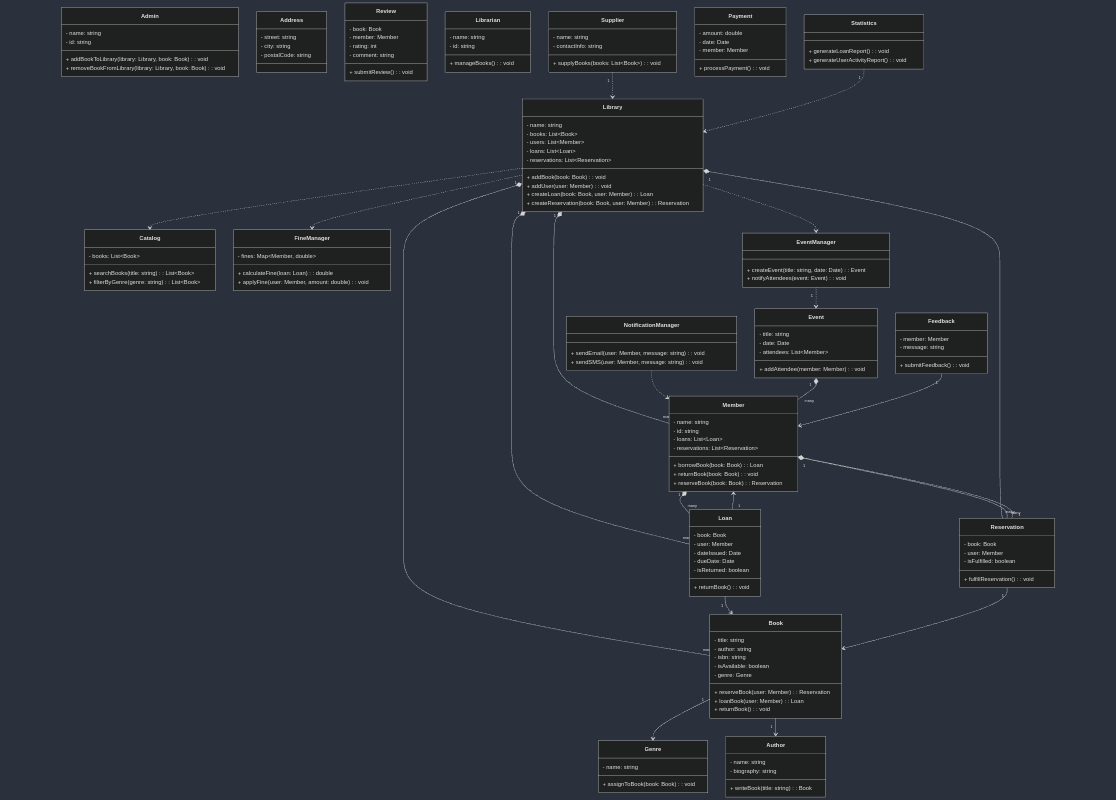 Admin
- name: string
- id: string
+ addBookToLibrary(library: Library, book: Book) : : void
+ removeBookFromLibrary(library: Library, book: Book) : : void
Address
- street: string
- city: string
- postalCode: string
Review
- book: Book
- member: Member
- rating: int
- comment: string
+ submitReview() : : void
Librarian
- name: string
- id: string
+ manageBooks() : : void
Supplier
- name: string
- contactInfo: string
+ supplyBooks(books: List<Book>) : : void
Payment
- amount: double
- date: Date
- member: Member
+ processPayment() : : void
Statistics
+ generateLoanReport() : : void
+ generateUserActivityReport() : : void
1
1
Library
- name: string
- books: List<Book>
- users: List<Member>
- loans: List<Loan>
- reservations: List<Reservation>
+ addBook(book: Book) : : void
+ addUser(user: Member) : : void
+ createLoan(book: Book, user: Member) : : Loan
+ createReservation(book: Book, user: Member) : : Reservation
1
1
1
1
Catalog
- books: List<Book>
+ searchBooks(title: string) : : List<Book>
+ filterByGenre(genre: string) : : List<Book>
FineManager
- fines: Map<Member, double>
+ calculateFine(loan: Loan) : : double
+ applyFine(user: Member, amount: double) : : void
EventManager
+ createEvent(title: string, date: Date) : : Event
+ notifyAttendees(event: Event) : : void
1
NotificationManager
+ sendEmail(user: Member, message: string) : : void
+ sendSMS(user: Member, message: string) : : void
Event
- title: string
- date: Date
- attendees: List<Member>
+ addAttendee(member: Member) : : void
Feedback
- member: Member
- message: string
+ submitFeedback() : : void
1
1
many
Member
- name: string
- id: string
- loans: List<Loan>
- reservations: List<Reservation>
+ borrowBook(book: Book) : : Loan
+ returnBook(book: Book) : : void
+ reserveBook(book: Book) : : Reservation
1
1
many
1
Loan
- book: Book
- user: Member
- dateIssued: Date
- dueDate: Date
- isReturned: boolean
+ returnBook() : : void
1
Reservation
- book: Book
- user: Member
- isFulfilled: boolean
+ fulfillReservation() : : void
1
Book
- title: string
- author: string
- isbn: string
- isAvailable: boolean
- genre: Genre
+ reserveBook(user: Member) : : Reservation
+ loanBook(user: Member) : : Loan
+ returnBook() : : void
1
1
Genre
- name: string
+ assignToBook(book: Book) : : void
Author
- name: string
- biography: string
+ writeBook(title: string) : : Book